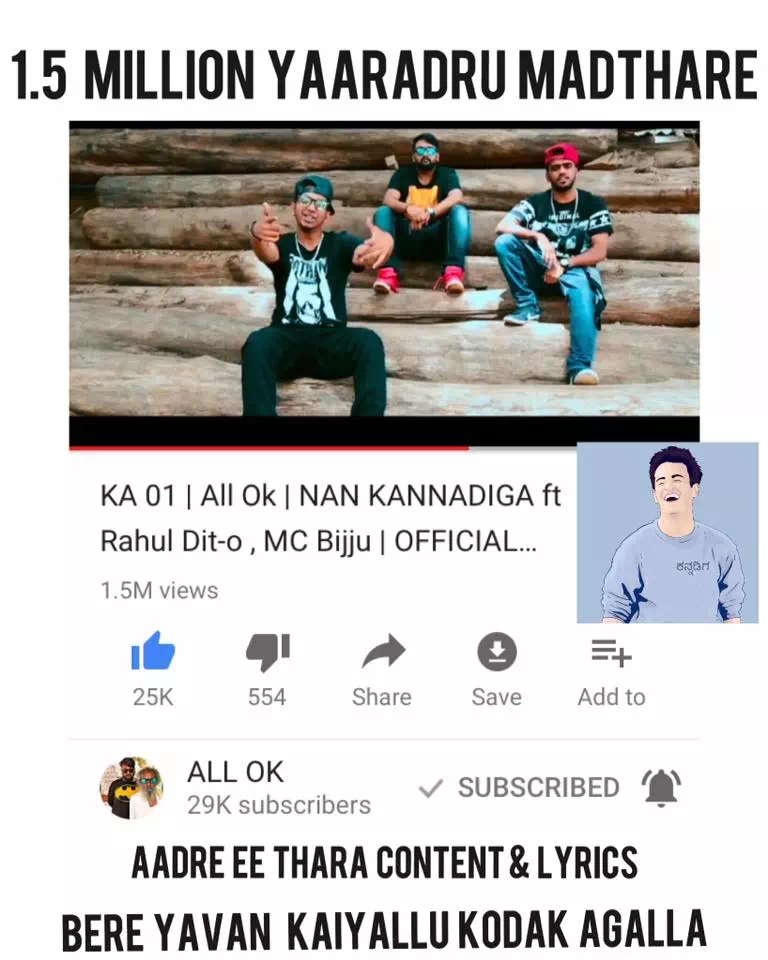 1.5 MILLION YAARADRU MADTHARE
KA 01 | All Ok | NAN KANNADIGA ft
Rahul Dit-o , MC Bijju | OFFICIAL...
1.5M views
ಕನ್ನಡಿಗ
25K
554
Share
Save
Add to
ALL OK
29K subscribers
SUBSCRIBED
AADRE EE THARA CONTENT & LYRICS
BERE YAVAN KAIYALLU KODAK AGALLA